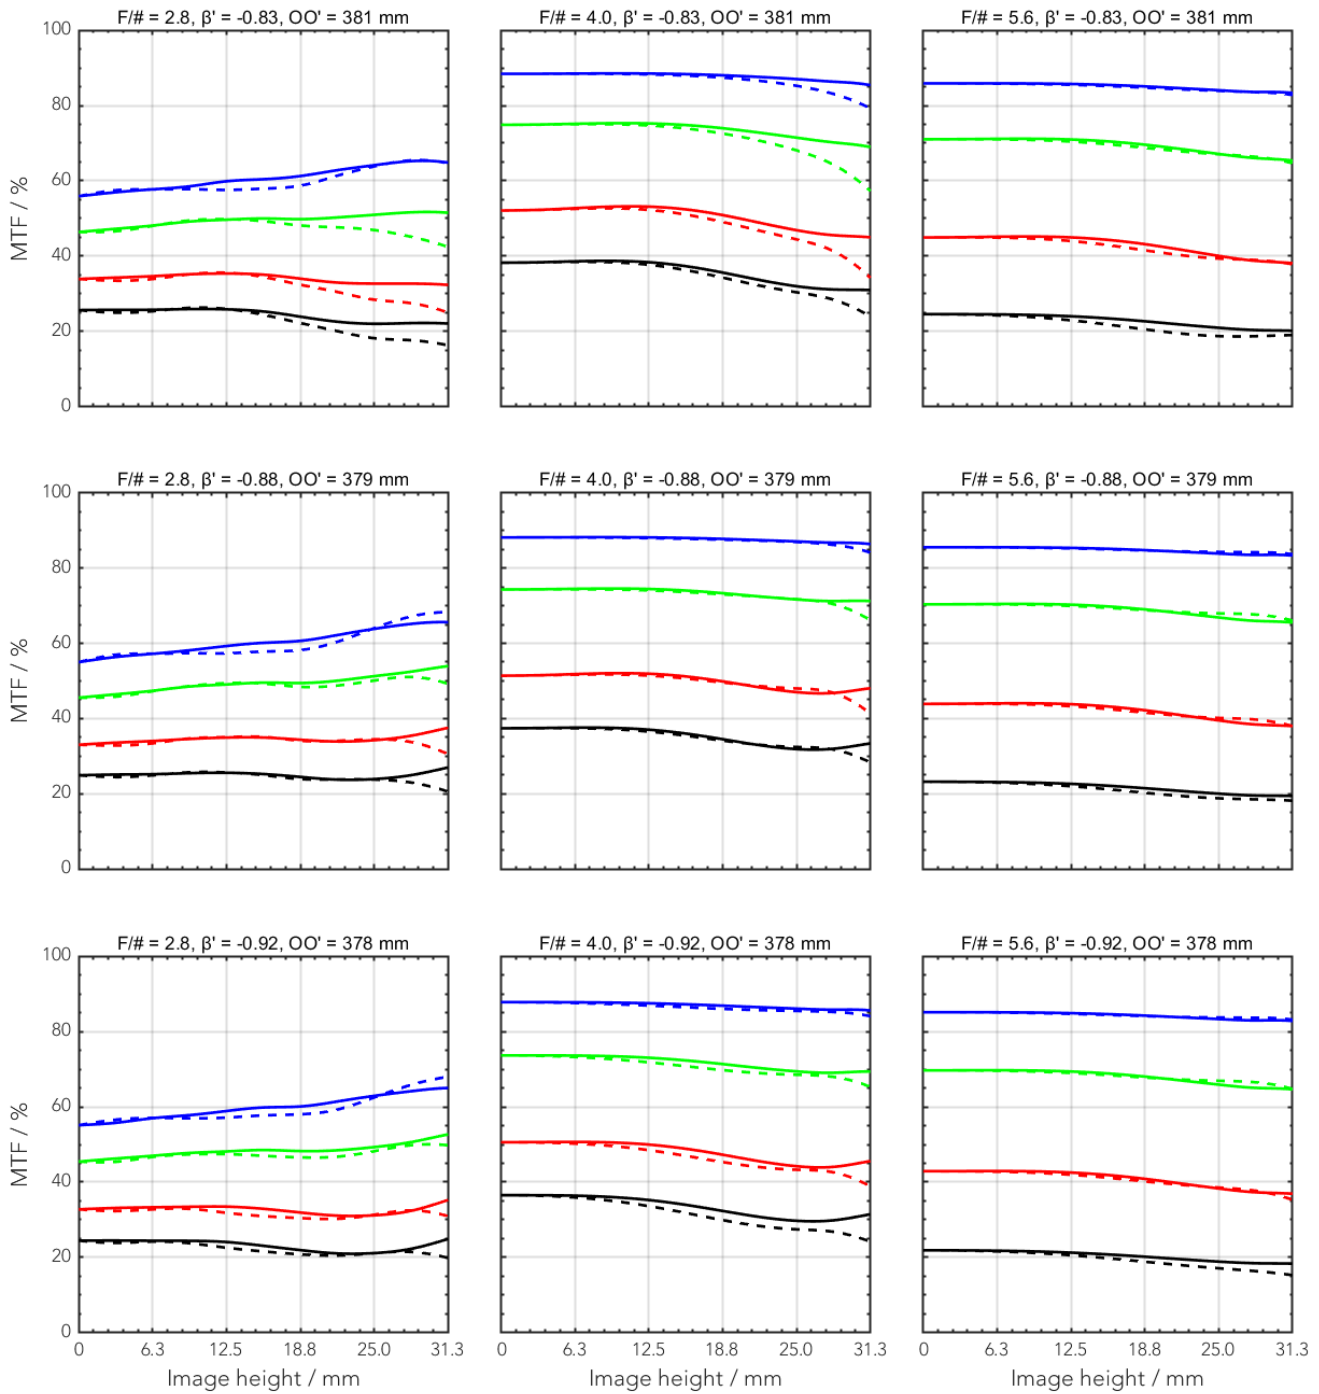 F/# = 2.8, β' = -0.83, OO' = 381 mm
F/# = 4.0, β' = -0.83, OO' = 381 mm
F/# = 5.6, β' = -0.83, OO' = 381 mm
100
80
60
40
20
0
MTF / %
F/# = 2.8, β' = -0.88, OO' = 379 mm
F/# = 4.0, β' = -0.88, OO' = 379 mm
F/# = 5.6, β' = -0.88, OO' = 379 mm
100
80
60
40
20
0
MTF / %
F/# = 2.8, β' = -0.92, OO' = 378 mm
F/# = 4.0, β' = -0.92, OO' = 378 mm
F/# = 5.6, β' = -0.92, OO' = 378 mm
100
80
60
40
20
0
MTF / %
0 6.3 12.5 18.8 25.0 31.3
0 6.3 12.5 18.8 25.0 31.3
0 6.3 12.5 18.8 25.0 31.3
Image height / mm
Image height / mm
Image height / mm